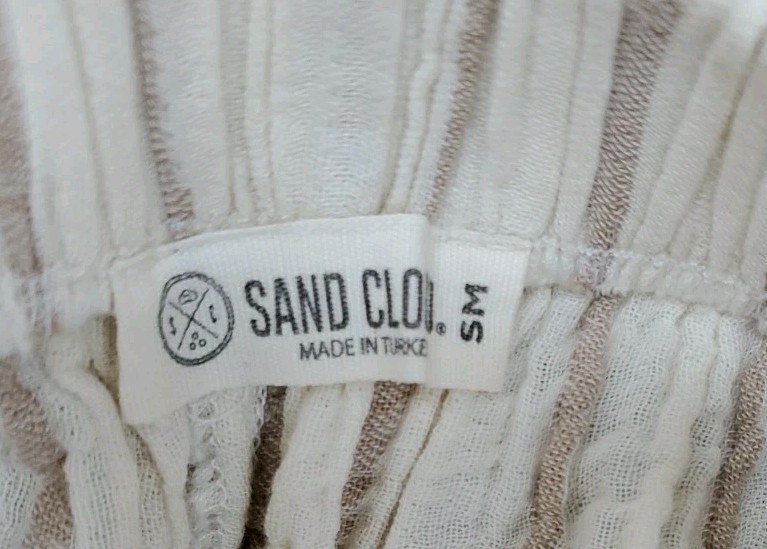 S L
SAND CLOU®
MADE IN TURKE
SM